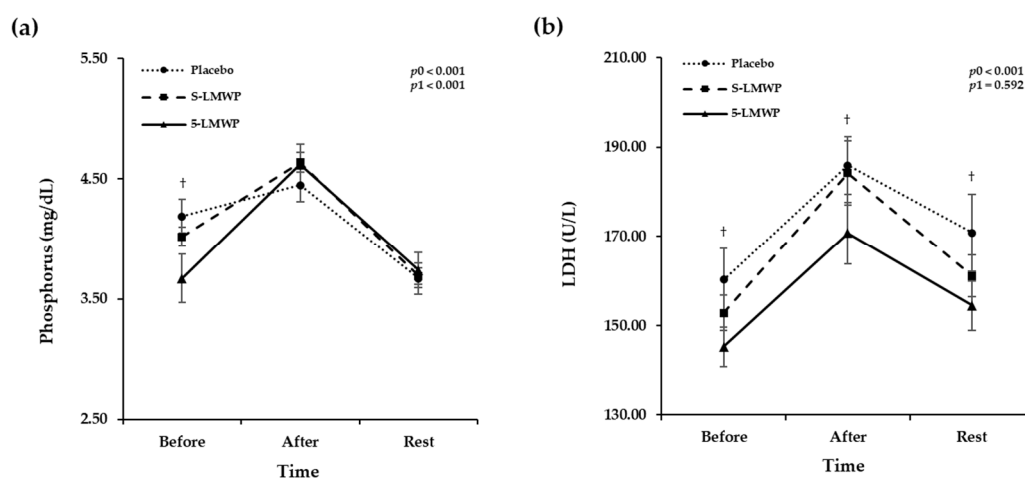 (a)
5.50
4.50
3.50
2.50
Phosphorus (mg/dL)
Placebo
S-LMWP
5-LMWP
p0 < 0.001
p1 < 0.001
†
Before After Rest
Time
(b)
210.00
190.00
170.00
150.00
130.00
LDH (U/L)
Placebo
S-LMWP
5-LMWP
p0 < 0.001
p1 = 0.592
†
†
†
Before After Rest
Time